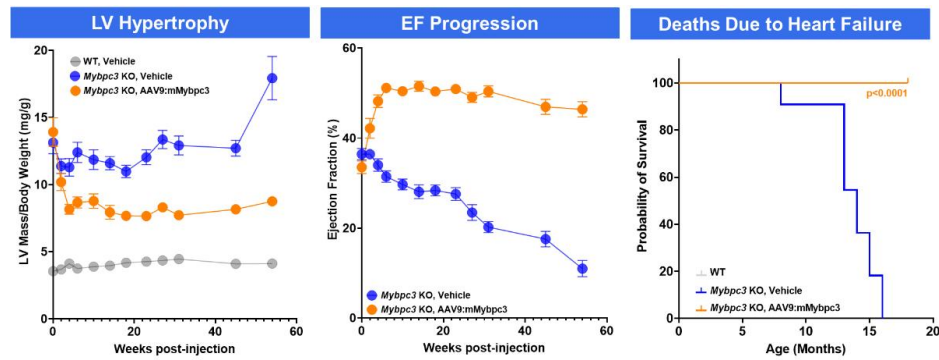 LV Hypertrophy
LV Mass/Body Weight (mg/g)
20
15
10
5
0
WT, Vehicle
Mybpc3 KO, Vehicle
Mybpc3 KO, AAV9:mMybpc3
0
20
40
60
Weeks post-injection
EF Progression
Ejection Fraction (%)
60
40
20
0
Mybpc3 KO, Vehicle
Mybpc3 KO, AAV9:mMybpc3
0
20
40
60
Weeks post-injection
Deaths Due to Heart Failure
Probability of Survival
100
80
60
40
20
0
p<0.0001
WT
Mybpc3 KO, Vehicle
Mybpc3 KO, AAV9:mMybpc3
0
5
10
15
20
Age (Months)